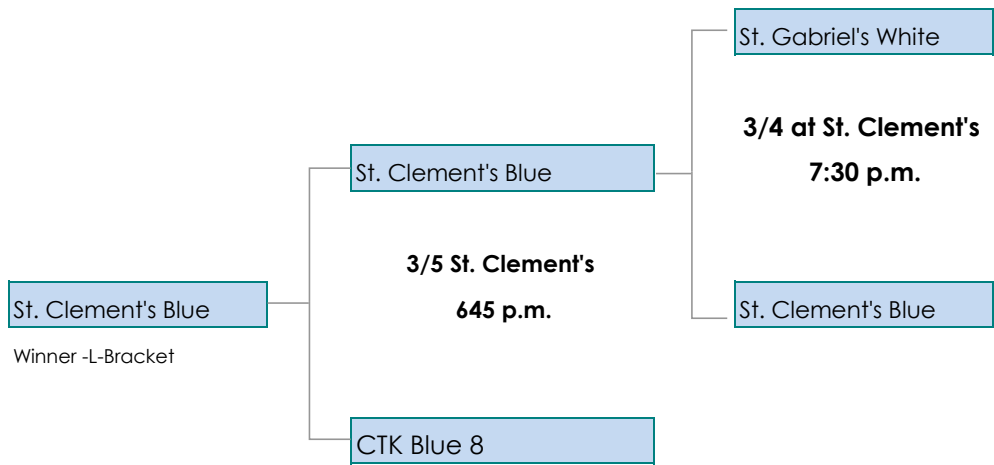 St. Gabriel's White
3/4 at St. Clement's
7:30 p.m.
St. Clement's Blue
3/5 St. Clement's
645 p.m.
St. Clement's Blue
St. Clement's Blue
Winner -L-Bracket
CTK Blue 8